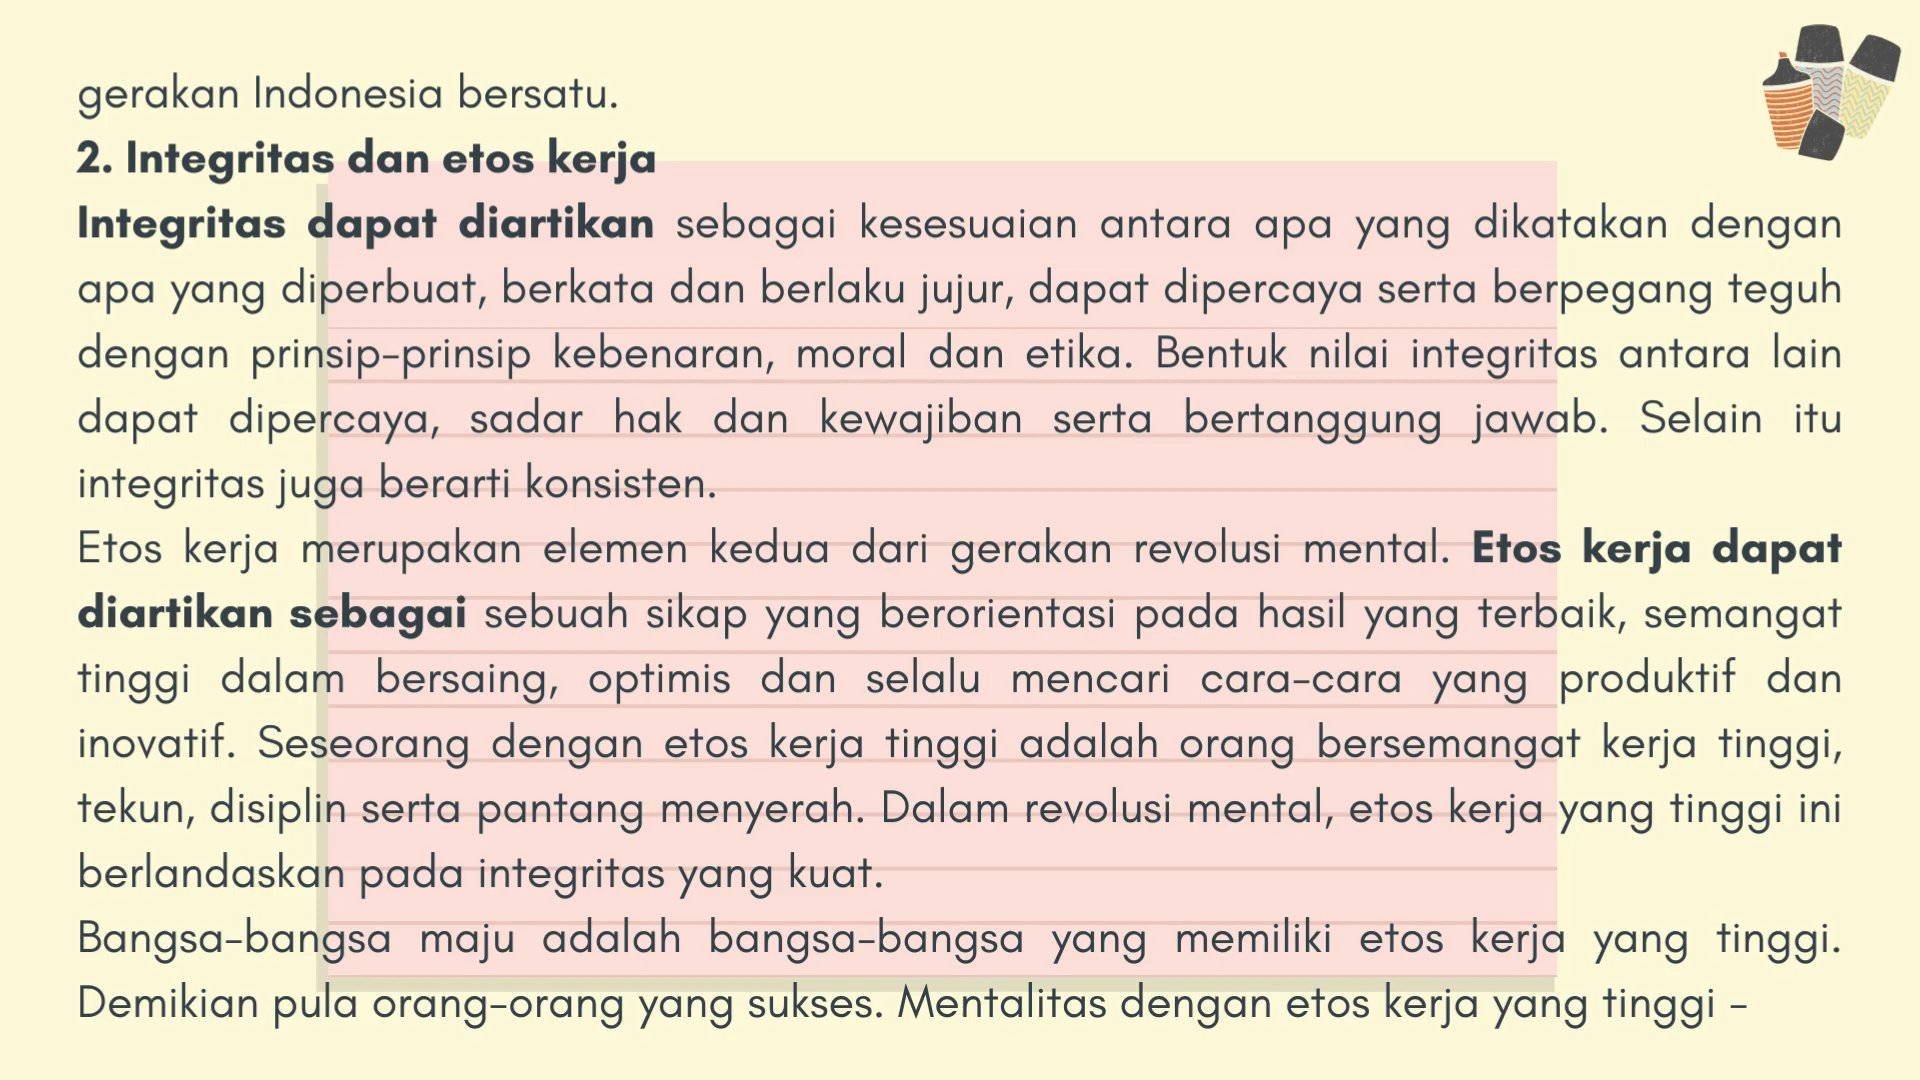 gerakan Indonesia bersatu.
2. Integritas dan etos kerja
Integritas dapat diartikan sebagai kesesuaian antara apa yang dikatakan dengan
apa yang diperbuat, berkata dan berlaku jujur, dapat dipercaya serta berpegang teguh
dengan prinsip-prinsip kebenaran, moral dan etika. Bentuk nilai integritas antara lain
dapat dipercaya, sadar hak dan kewajiban serta bertanggung jawab. Selain itu
integritas juga berarti konsisten.
Etos kerja merupakan elemen kedua dari gerakan revolusi mental. Etos kerja dapat
diartikan sebagai sebuah sikap yang berorientasi pada hasil yang terbaik, semangat
tinggi dalam bersaing, optimis dan selalu mencari cara-cara yang produktif dan
inovatif. Seseorang dengan etos kerja tinggi adalah orang bersemangat kerja tinggi,
tekun, disiplin serta pantang menyerah. Dalam revolusi mental, etos kerja yang tinggi ini
berlandaskan pada integritas yang kuat.
Bangsa-bangsa maju adalah bangsa-bangsa yang memiliki etos kerja yang tinggi.
Demikian pula orang-orang yang sukses. Mentalitas dengan etos kerja yang tinggi -